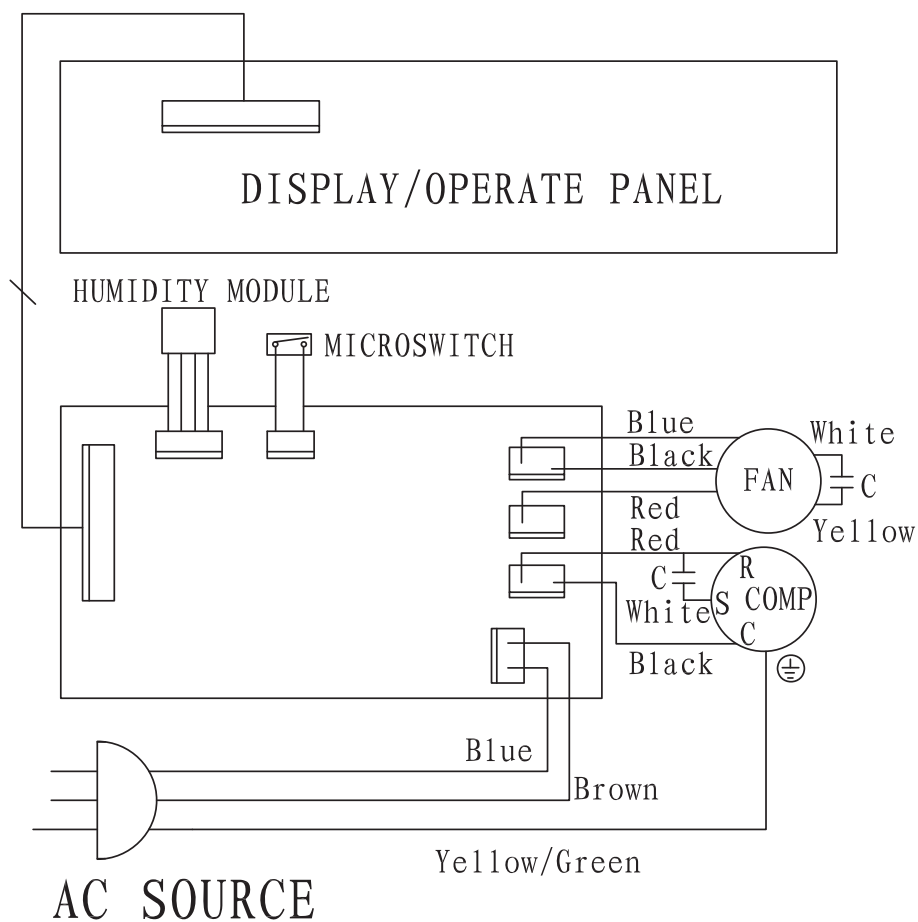 DISPLAY/OPERATE PANEL
HUMIDITY MODULE
MICROSWITCH
Blue
White
Black
FAN
C
Red
Yellow
Red
R
C
S
COMP
White
C
Black
Blue
Brown
Yellow/Green
AC SOURCE